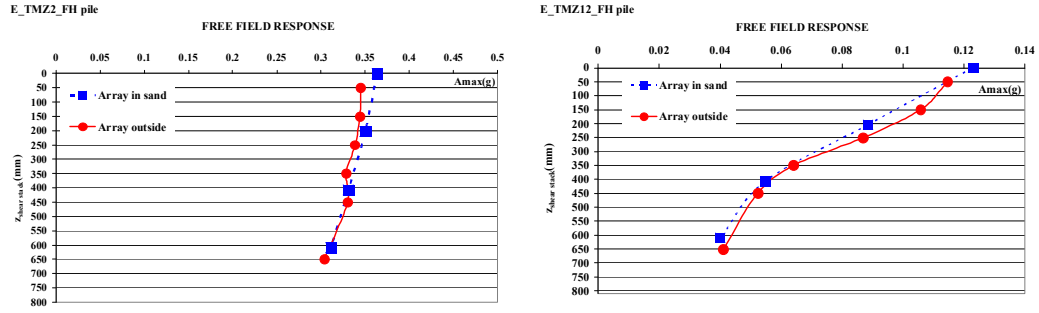 E_TMZ2_FH pile
FREE FIELD RESPONSE
0 0.05 0.1 0.15 0.2 0.25 0.3 0.35 0.4 0.45 0.5
Amax(g)
Array in sand
Array outside
z shear stack (mm)
0
50
100
150
200
250
300
350
400
450
500
550
600
650
700
750
800
E_TMZ12_FH pile
FREE FIELD RESPONSE
0 0.02 0.04 0.06 0.08 0.1 0.12 0.14
Amax(g)
Array in sand
Array outside
z shear stack (mm)
0
50
100
150
200
250
300
350
400
450
500
550
600
650
700
750
800